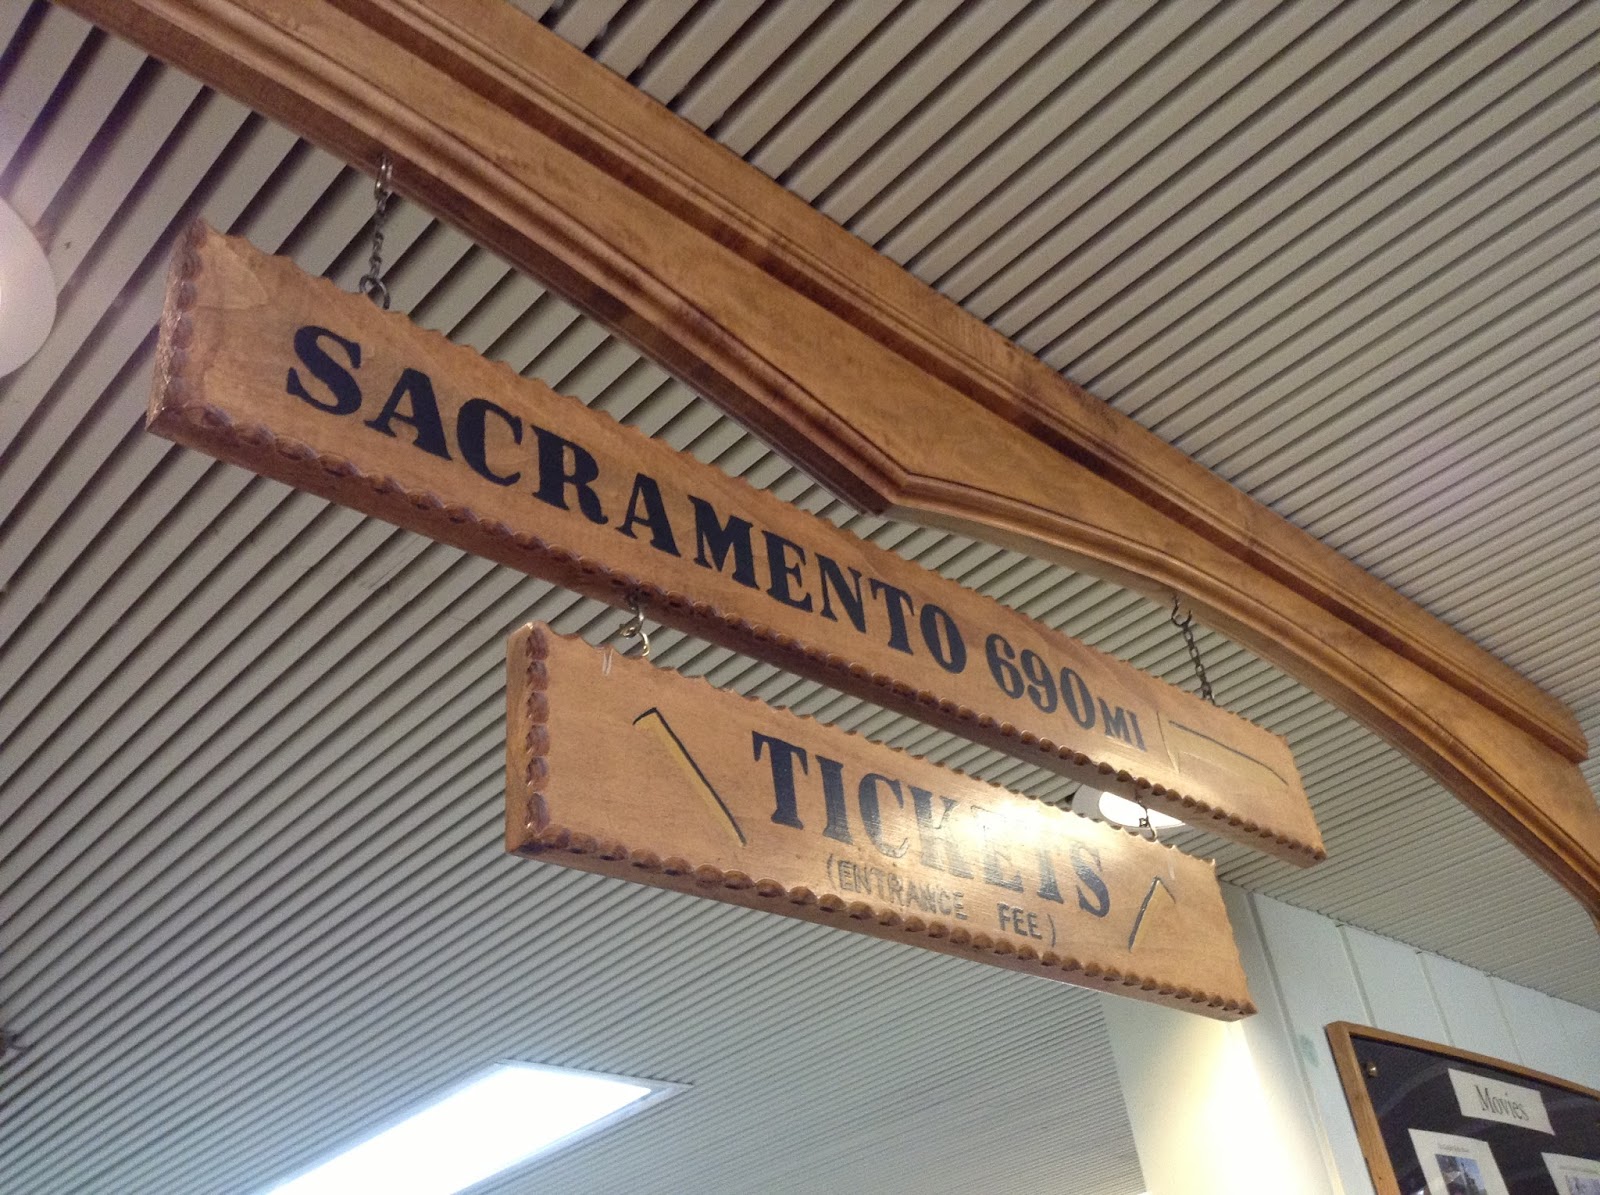 SACRAMENTO 690MI
TICKETS
(ENTRANCE FEE)
Movies